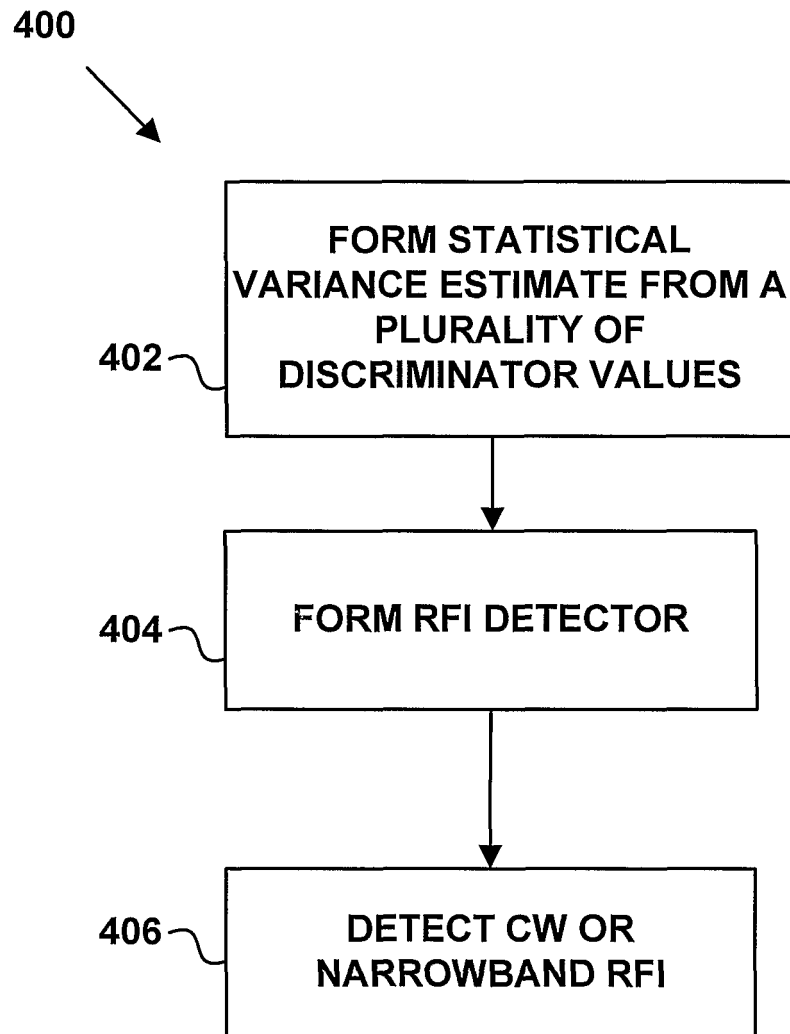 400
FORM STATISTICAL
VARIANCE ESTIMATE FROM A
PLURALITY OF
DISCRIMINATOR VALUES
402
FORM RFI DETECTOR
404
DETECT CW OR
NARROWBAND RFI
406